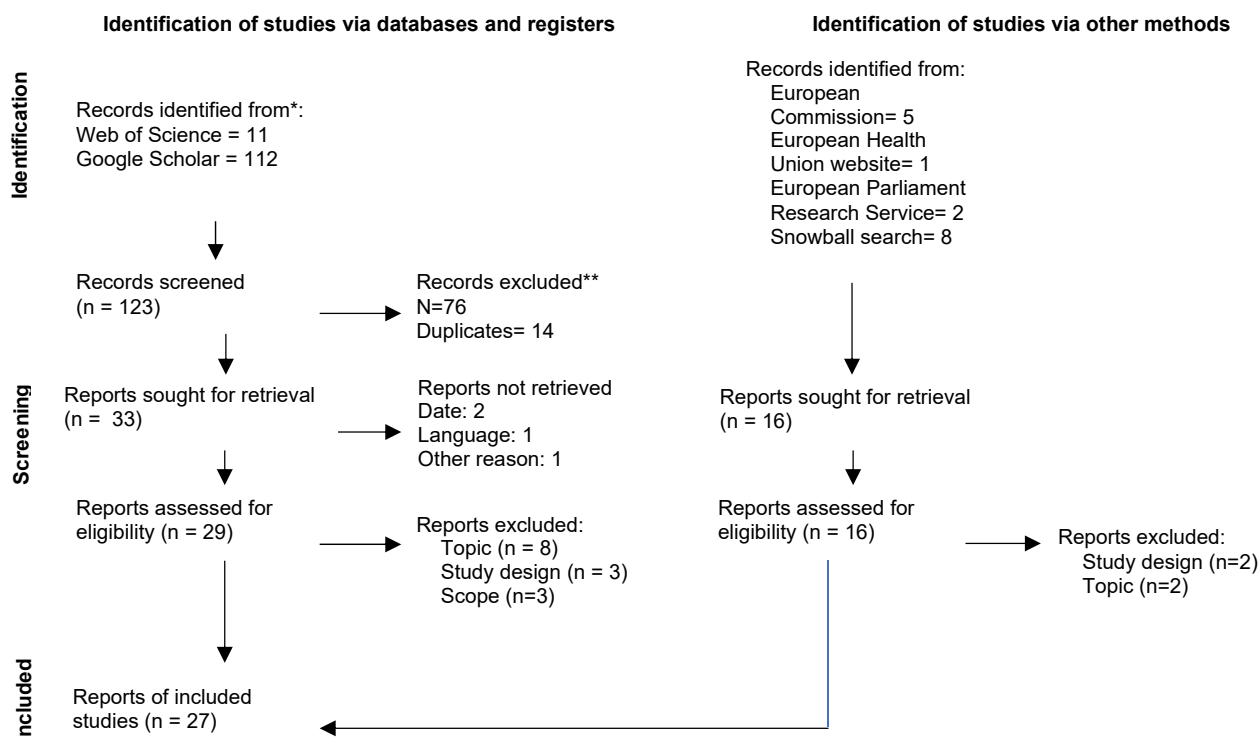 Identification of studies via databases and registers
Identification of studies via other methods
Identification
Records identified from*:
Web of Science = 11
Google Scholar = 112
Records identified from:
European
Commission= 5
European Health
Union website= 1
European Parliament
Research Service= 2
Snowball search= 8
Screening
Records screened
(n = 123)
Records excluded**
N=76
Duplicates= 14
Reports sought for retrieval
(n = 33)
Reports not retrieved
Date: 2
Language: 1
Other reason: 1
Reports sought for retrieval
(n = 16)
Reports assessed for
eligibility (n = 29)
Reports excluded:
Topic (n = 8)
Study design (n = 3)
Scope (n=3)
Reports assessed for
eligibility (n = 16)
Reports excluded:
Study design (n=2)
Topic (n=2)
ncluded
Reports of included
studies (n = 27)